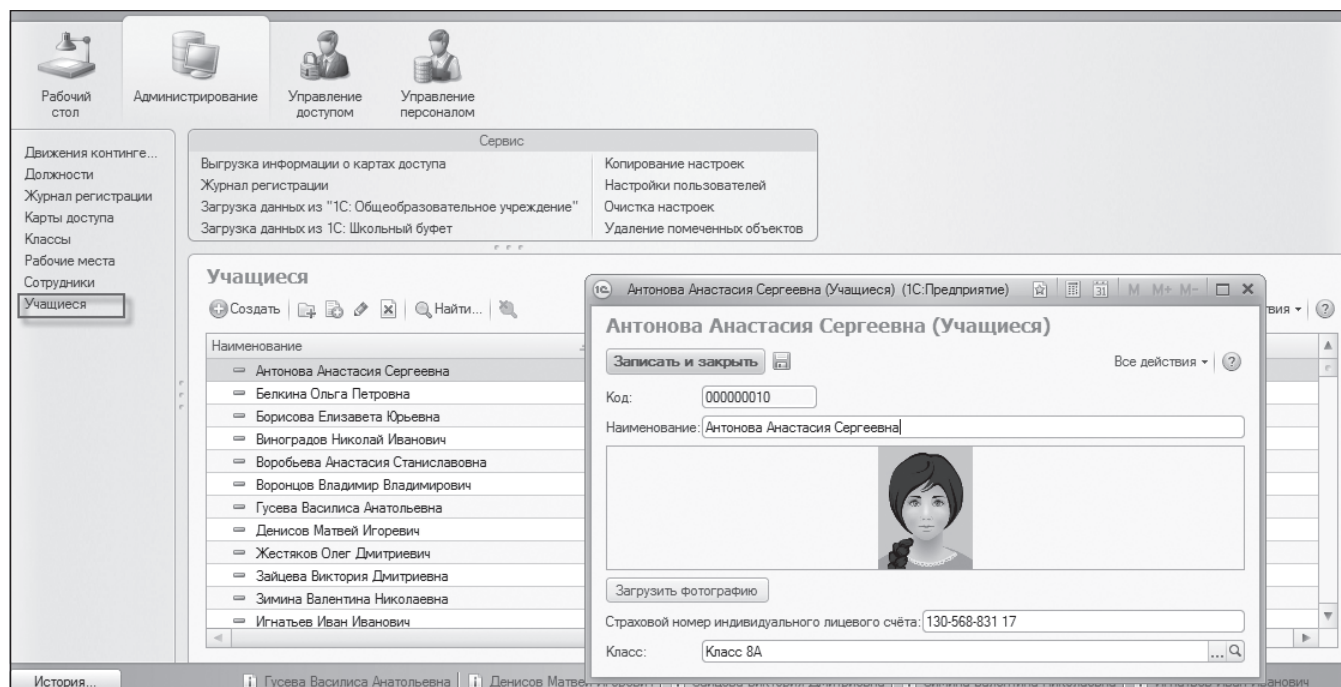 Рабочий стол
Администрирование
Управление доступом
Управление персоналом
Движения континге...
Должности
Журнал регистрации
Карты доступа
Классы
Рабочие места
Сотрудники
Учащиеся
Сервис
Выгрузка информации о картах доступа
Журнал регистрации
Загрузка данных из "1С: Общеобразовательное учреждение"
Загрузка данных из 1С: Школьный буфет
Копирование настроек
Настройки пользователей
Очистка настроек
Удаление помеченных объектов
Учащиеся
Создать Найти...
Наименование
Антонова Анастасия Сергеевна
Белкина Ольга Петровна
Борисова Елизавета Юрьевна
Виноградов Николай Иванович
Воробьева Анастасия Станиславовна
Воронцов Владимир Владимирович
Гусева Василиса Анатольевна
Денисов Матвей Игоревич
Жестяков Олег Дмитриевич
Зайцева Виктория Дмитриевна
Зимина Валентина Николаевна
Игнатьев Иван Иванович
Антонова Анастасия Сергеевна (Учащиеся) (1С:Предприятие) 31 M M+ M-
Антонова Анастасия Сергеевна (Учащиеся)
Записать и закрыть Все действия ?
Код: 000000010
Наименование: Антонова Анастасия Сергеевна
Загрузить фотографию
Страховой номер индивидуального лицевого счёта: 130-568-831 17
Класс: Класс 8А ...
твия ?
История...
Гусева Василиса Анатольевна